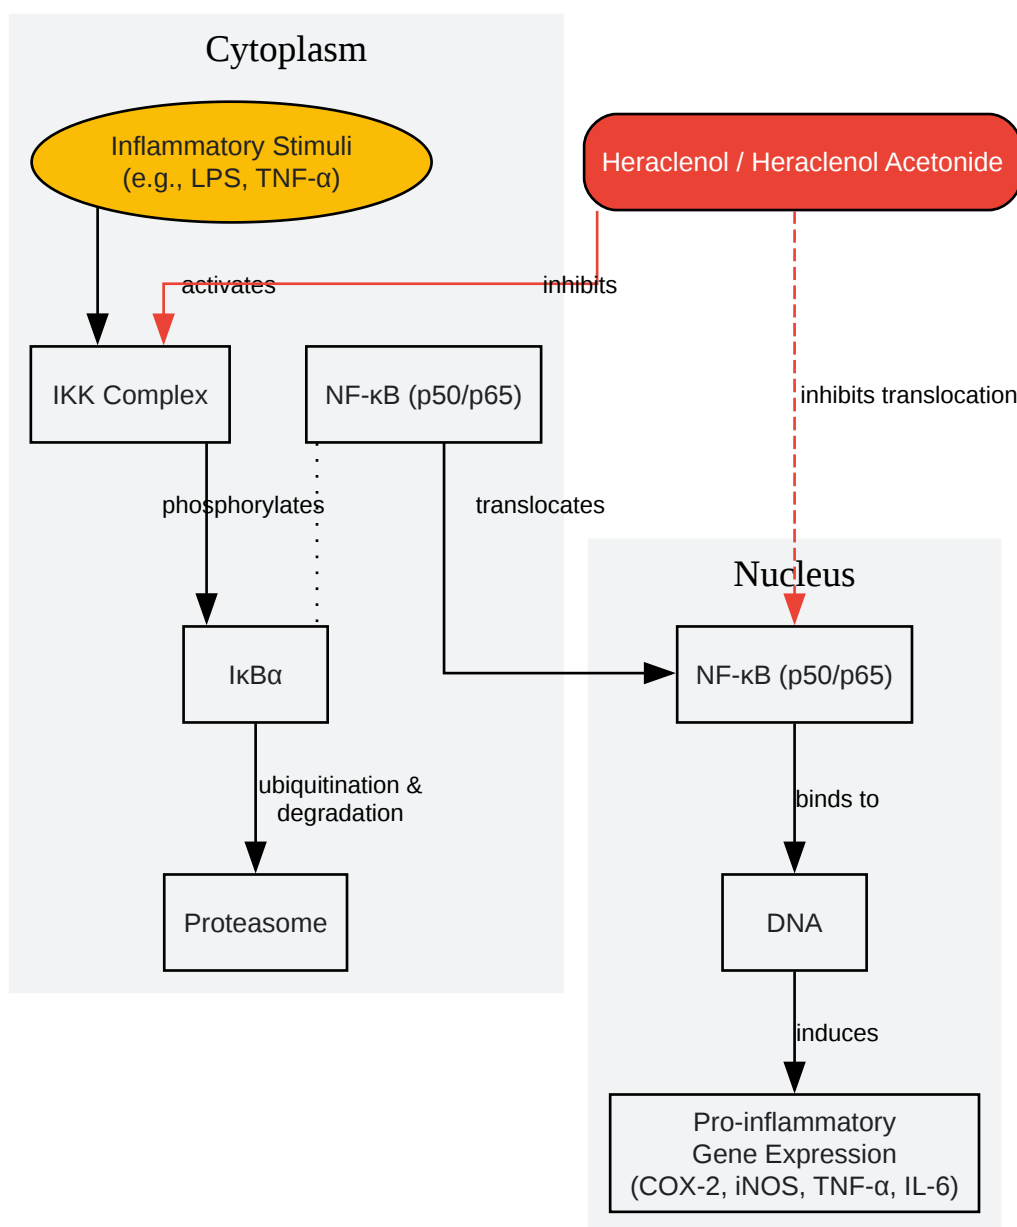 Cytoplasm
Inflammatory Stimuli
(e.g., LPS, TNF-α)
Heraclenol / Heraclenol Acetonide
activates
inhibits
IKK Complex
NF-κB (p50/p65)
inhibits translocation
phosphorylates
translocates
Nucleus
IκBα
NF-κB (p50/p65)
ubiquitination &
degradation
binds to
Proteasome
DNA
induces
Pro-inflammatory
Gene Expression
(COX-2, iNOS, TNF-α, IL-6)